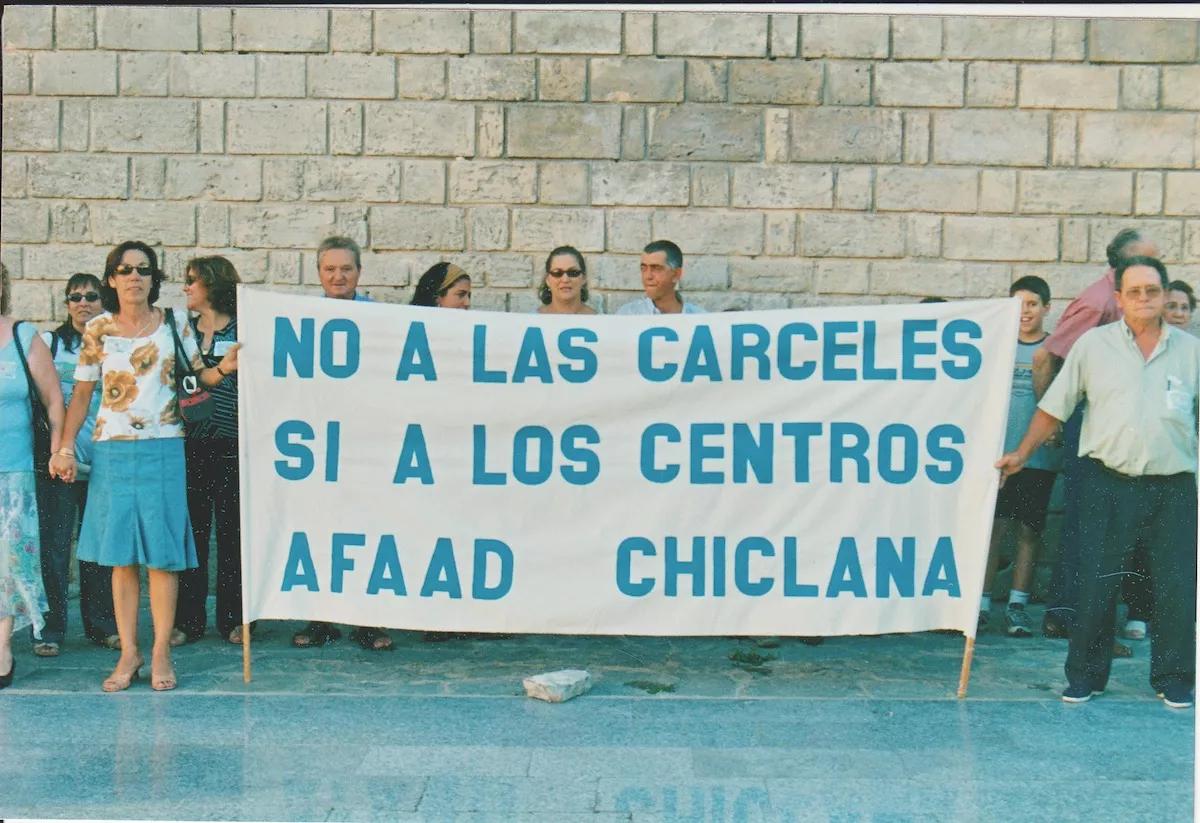 NO A LAS CARCELES
SI A LOS CENTROS
AFAAD CHICLANA